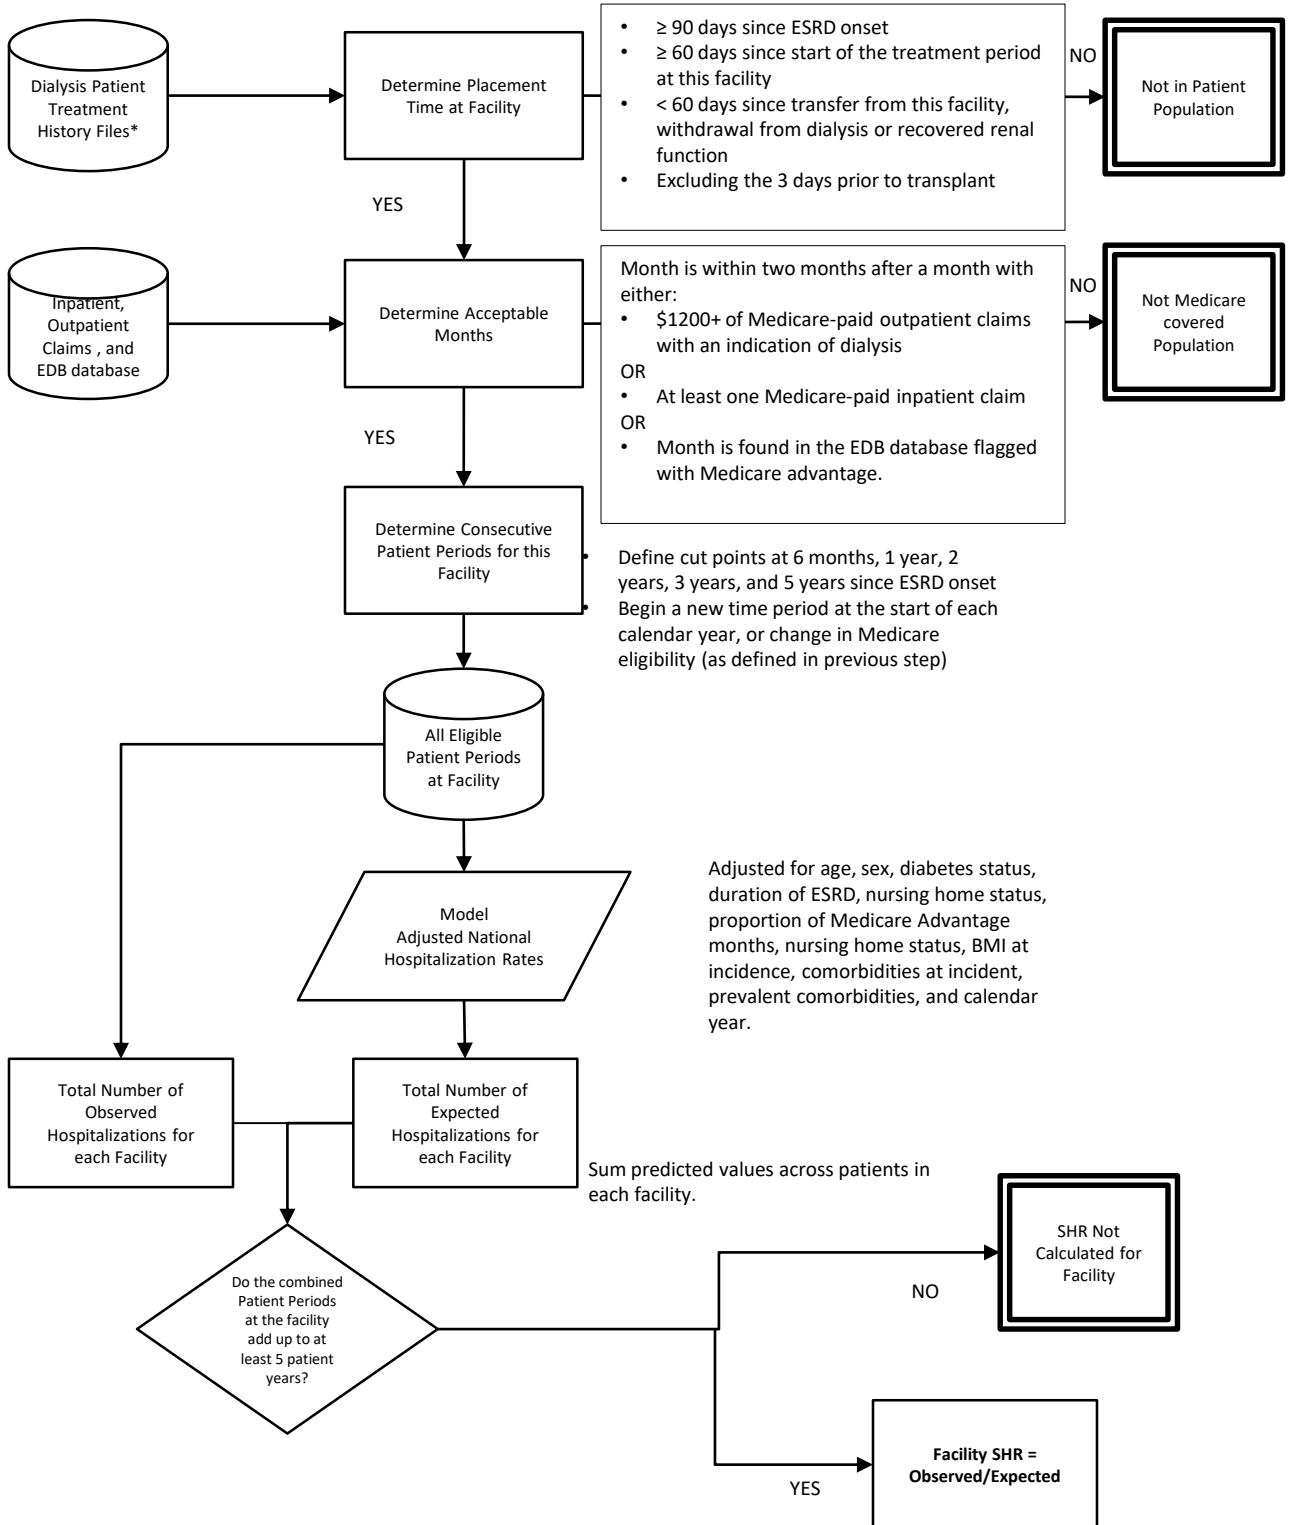 Dialysis Patient
Treatment
History Files*
Determine Placement
Time at Facility
• ≥ 90 days since ESRD onset
• ≥ 60 days since start of the treatment period
at this facility
• < 60 days since transfer from this facility,
withdrawal from dialysis or recovered renal
function
• Excluding the 3 days prior to transplant
NO
Not in Patient
Population
YES
Inpatient,
Outpatient
Claims , and
EDB database
Determine Acceptable
Months
Month is within two months after a month with
either:
• $1200+ of Medicare-paid outpatient claims
with an indication of dialysis
OR
• At least one Medicare-paid inpatient claim
OR
• Month is found in the EDB database flagged
with Medicare advantage.
NO
Not Medicare
covered
Population
YES
Determine Consecutive
Patient Periods for this
Facility
• Define cut points at 6 months, 1 year, 2
years, 3 years, and 5 years since ESRD onset
• Begin a new time period at the start of each
calendar year, or change in Medicare
eligibility (as defined in previous step)
All Eligible
Patient Periods
at Facility
Model
Adjusted National
Hospitalization Rates
Adjusted for age, sex, diabetes status,
duration of ESRD, nursing home status,
proportion of Medicare Advantage
months, nursing home status, BMI at
incidence, comorbidities at incident,
prevalent comorbidities, and calendar
year.
Total Number of
Observed
Hospitalizations for
each Facility
Total Number of
Expected
Hospitalizations for
each Facility
Sum predicted values across patients in
each facility.
Do the combined
Patient Periods
at the facility
add up to at
least 5 patient
years?
NO
SHR Not
Calculated for
Facility
YES
Facility SHR =
Observed/Expected